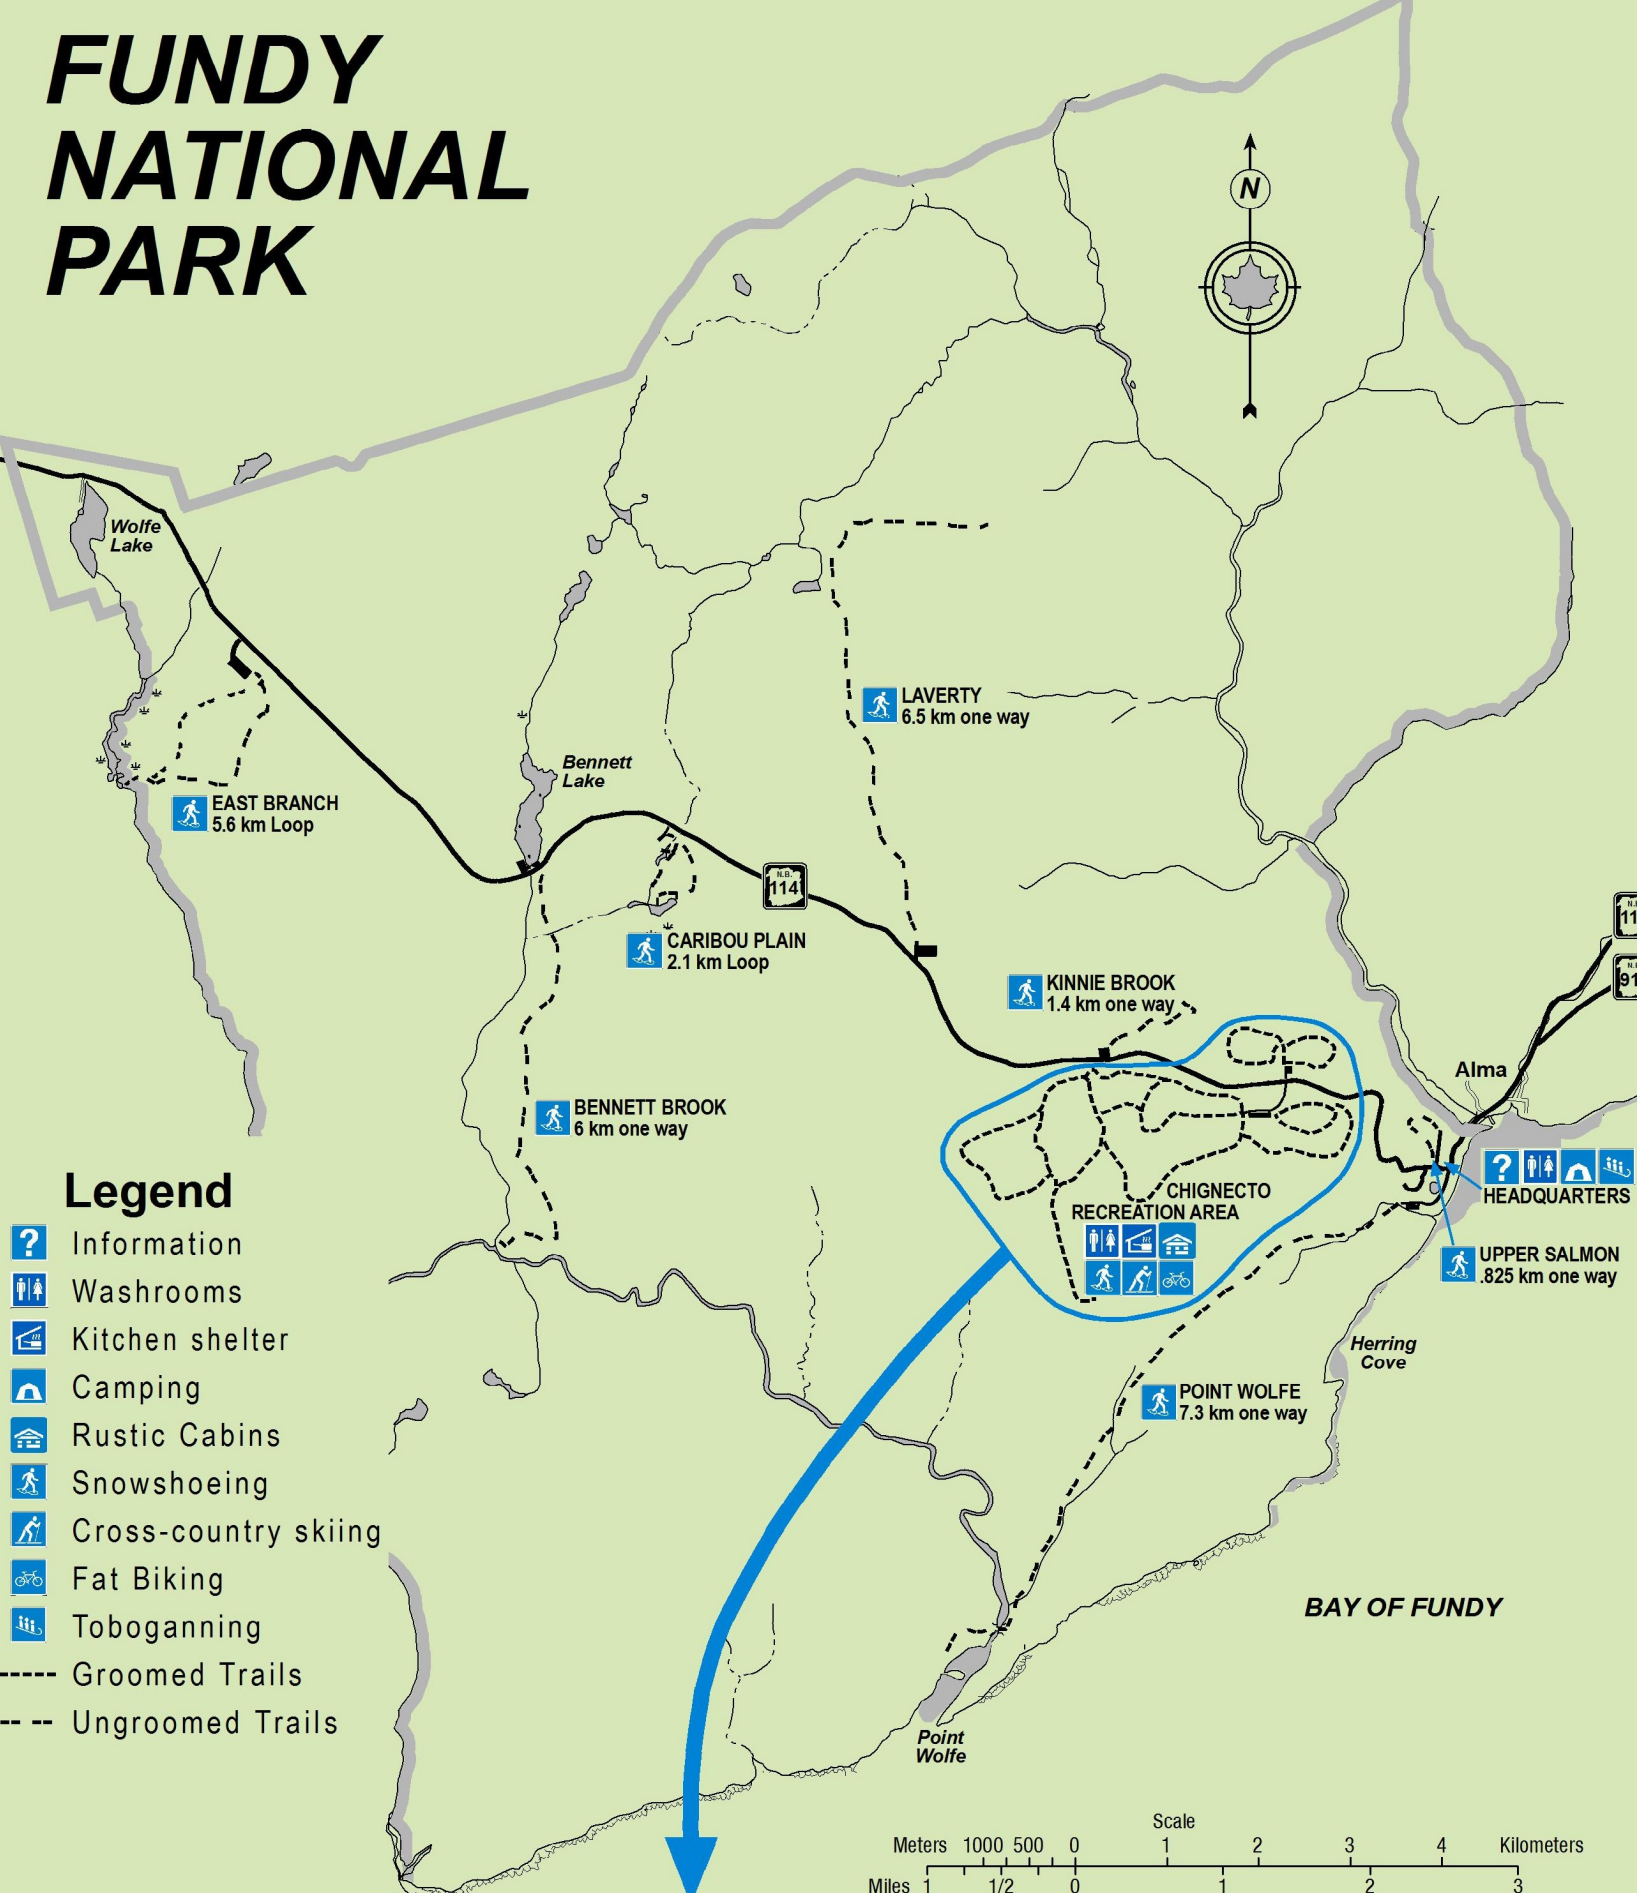 FUNDY
NATIONAL
PARK
N
Wolfe
Lake
LAVERTY
6.5 km one way
Bennett
Lake
EAST BRANCH
5.6 km Loop
N.B.
114
CARIBOU PLAIN
2.1 km Loop
KINNIE BROOK
1.4 km one way
11
91
Alma
BENNETT BROOK
6 km one way
?
HEADQUARTERS
CHIGNECTO
RECREATION AREA
UPPER SALMON
.825 km one way
Herring
Cove
POINT WOLFE
7.3 km one way
BAY OF FUNDY
Point
Wolfe
Legend
? Information
Washrooms
Kitchen shelter
Camping
Rustic Cabins
Snowshoeing
Cross-country skiing
Fat Biking
Toboganning
Groomed Trails
Ungroomed Trails
Scale
Meters 1000 500 0 1 2 3 4 Kilometers
Miles 1 1/2 0 1 2 3